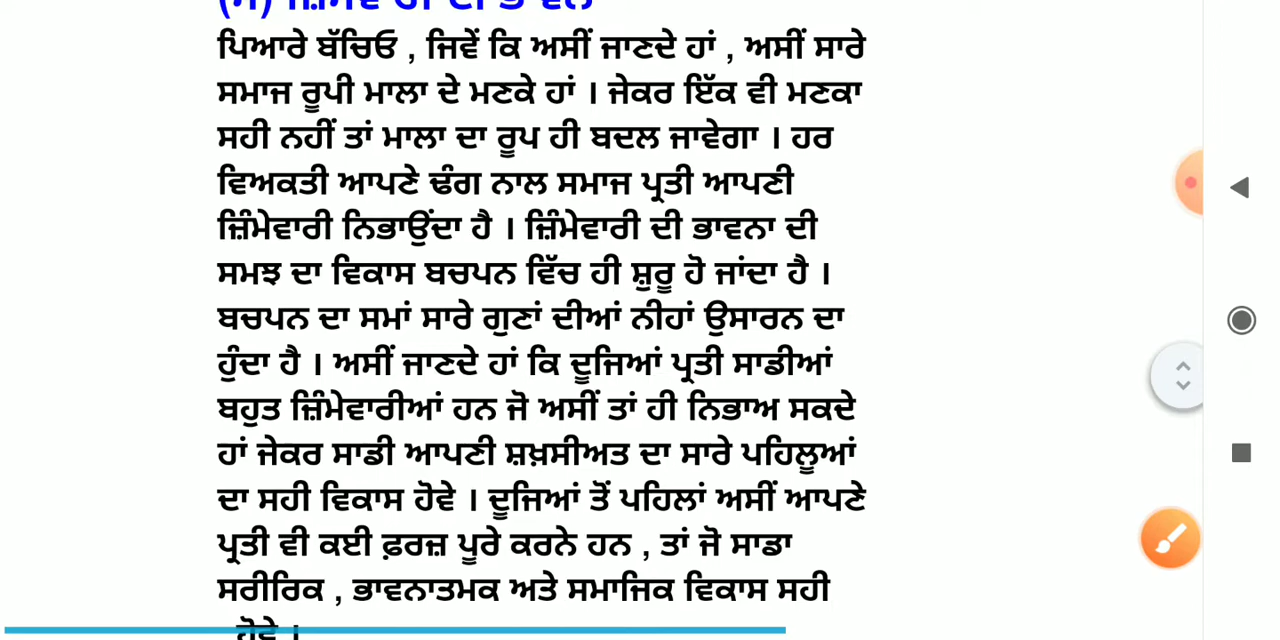 ਪਿਆਰੇ ਬੱਚਿਓ , ਜਿਵੇਂ ਕਿ ਅਸੀਂ ਜਾਣਦੇ ਹਾਂ , ਅਸੀਂ ਸਾਰੇ
ਸਮਾਜ ਰੂਪੀ ਮਾਲਾ ਦੇ ਮਣਕੇ ਹਾਂ । ਜੇਕਰ ਇੱਕ ਵੀ ਮਣਕਾ
ਸਹੀ ਨਹੀਂ ਤਾਂ ਮਾਲਾ ਦਾ ਰੂਪ ਹੀ ਬਦਲ ਜਾਵੇਗਾ । ਹਰ
ਵਿਅਕਤੀ ਆਪਣੇ ਢੰਗ ਨਾਲ ਸਮਾਜ ਪ੍ਰਤੀ ਆਪਣੀ
ਜ਼ਿੰਮੇਵਾਰੀ ਨਿਭਾਉਂਦਾ ਹੈ । ਜ਼ਿੰਮੇਵਾਰੀ ਦੀ ਭਾਵਨਾ ਦੀ
ਸਮਝ ਦਾ ਵਿਕਾਸ ਬਚਪਨ ਵਿੱਚ ਹੀ ਸ਼ੁਰੂ ਹੋ ਜਾਂਦਾ ਹੈ ।
ਬਚਪਨ ਦਾ ਸਮਾਂ ਸਾਰੇ ਗੁਣਾਂ ਦੀਆਂ ਨੀਹਾਂ ਉਸਾਰਨ ਦਾ
ਹੁੰਦਾ ਹੈ । ਅਸੀਂ ਜਾਣਦੇ ਹਾਂ ਕਿ ਦੂਜਿਆਂ ਪ੍ਰਤੀ ਸਾਡੀਆਂ
ਬਹੁਤ ਜ਼ਿੰਮੇਵਾਰੀਆਂ ਹਨ ਜੋ ਅਸੀਂ ਤਾਂ ਹੀ ਨਿਭਾਅ ਸਕਦੇ
ਹਾਂ ਜੇਕਰ ਸਾਡੀ ਆਪਣੀ ਸ਼ਖ਼ਸੀਅਤ ਦਾ ਸਾਰੇ ਪਹਿਲੂਆਂ
ਦਾ ਸਹੀ ਵਿਕਾਸ ਹੋਵੇ । ਦੂਜਿਆਂ ਤੋਂ ਪਹਿਲਾਂ ਅਸੀਂ ਆਪਣੇ
ਪ੍ਰਤੀ ਵੀ ਕਈ ਫ਼ਰਜ਼ ਪੂਰੇ ਕਰਨੇ ਹਨ , ਤਾਂ ਜੋ ਸਾਡਾ
ਸਰੀਰਿਕ , ਭਾਵਨਾਤਮਕ ਅਤੇ ਸਮਾਜਿਕ ਵਿਕਾਸ ਸਹੀ
ਹੋਵੇ ।